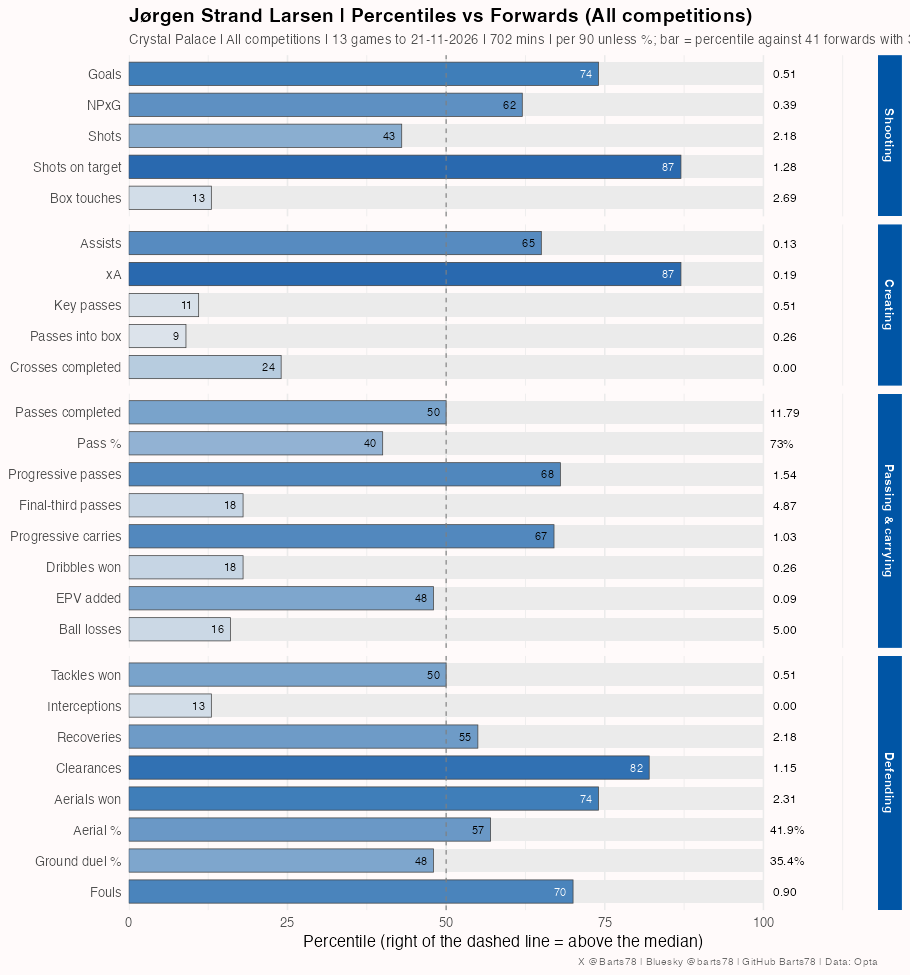 Jørgen Strand Larsen | Percentiles vs Forwards (All competitions)
Crystal Palace | All competitions | 13 games to 21-11-2026 | 702 mins | per 90 unless %; bar = percentile against 41 forwards with
Shooting
Goals 74 0.51
NPxG 62 0.39
Shots 43 2.18
Shots on target 87 1.28
Box touches 13 2.69
Creating
Assists 65 0.13
xA 87 0.19
Key passes 11 0.51
Passes into box 9 0.26
Crosses completed 24 0.00
Passing & carrying
Passes completed 50 11.79
Pass % 40 73%
Progressive passes 68 1.54
Final-third passes 18 4.87
Progressive carries 67 1.03
Dribbles won 18 0.26
EPV added 48 0.09
Ball losses 16 5.00
Defending
Tackles won 50 0.51
Interceptions 13 0.00
Recoveries 55 2.18
Clearances 82 1.15
Aerials won 74 2.31
Aerial % 57 41.9%
Ground duel % 48 35.4%
Fouls 70 0.90
0 25 50 75 100
Percentile (right of the dashed line = above the median)
X @Barts78 | Bluesky @barts78 | GitHub Barts78 | Data: Opta